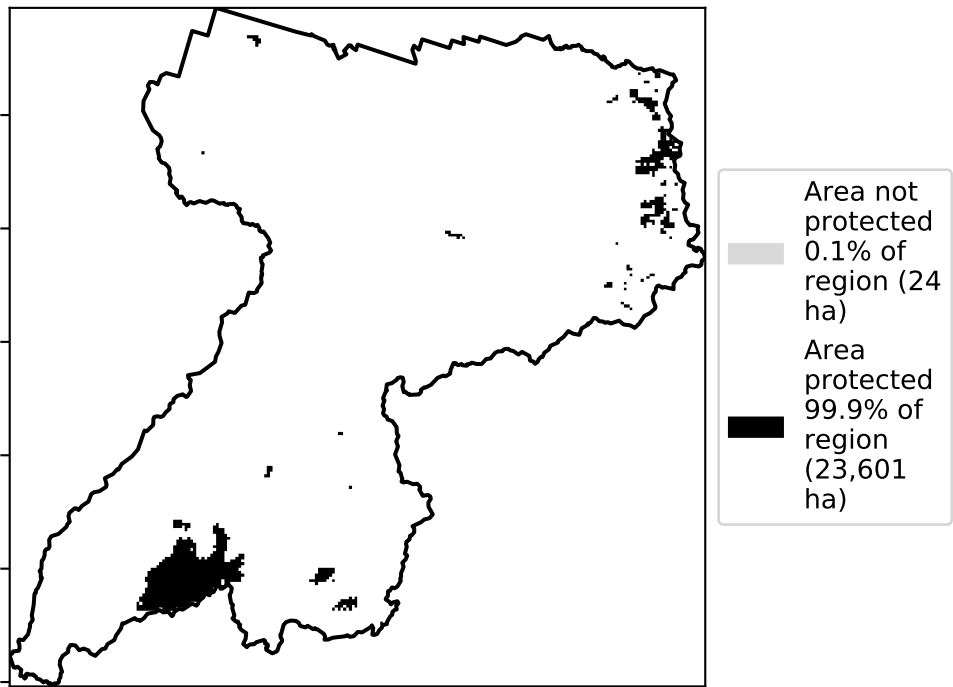 Area not
protected
0.1% of
region (24
ha)
Area
protected
99.9% of
region
(23,601
ha)